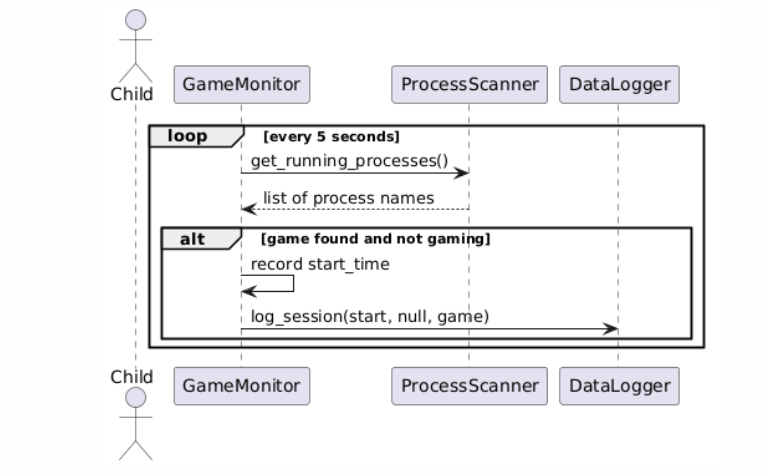 Child
GameMonitor
ProcessScanner
DataLogger
loop
[every 5 seconds]
get_running_processes()
list of process names
alt
[game found and not gaming]
record start_time
log_session(start, null, game)
Child
GameMonitor
ProcessScanner
DataLogger